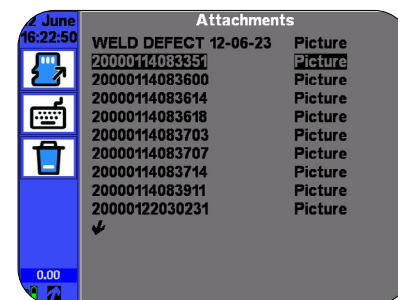 June
16:22:50
Attachments
WELD DEFECT 12-06-23 Picture
20000114083351 Picture
20000114083600 Picture
20000114083614 Picture
20000114083618 Picture
20000114083703 Picture
20000114083707 Picture
20000114083714 Picture
20000114083911 Picture
20000122030231 Picture
0.00